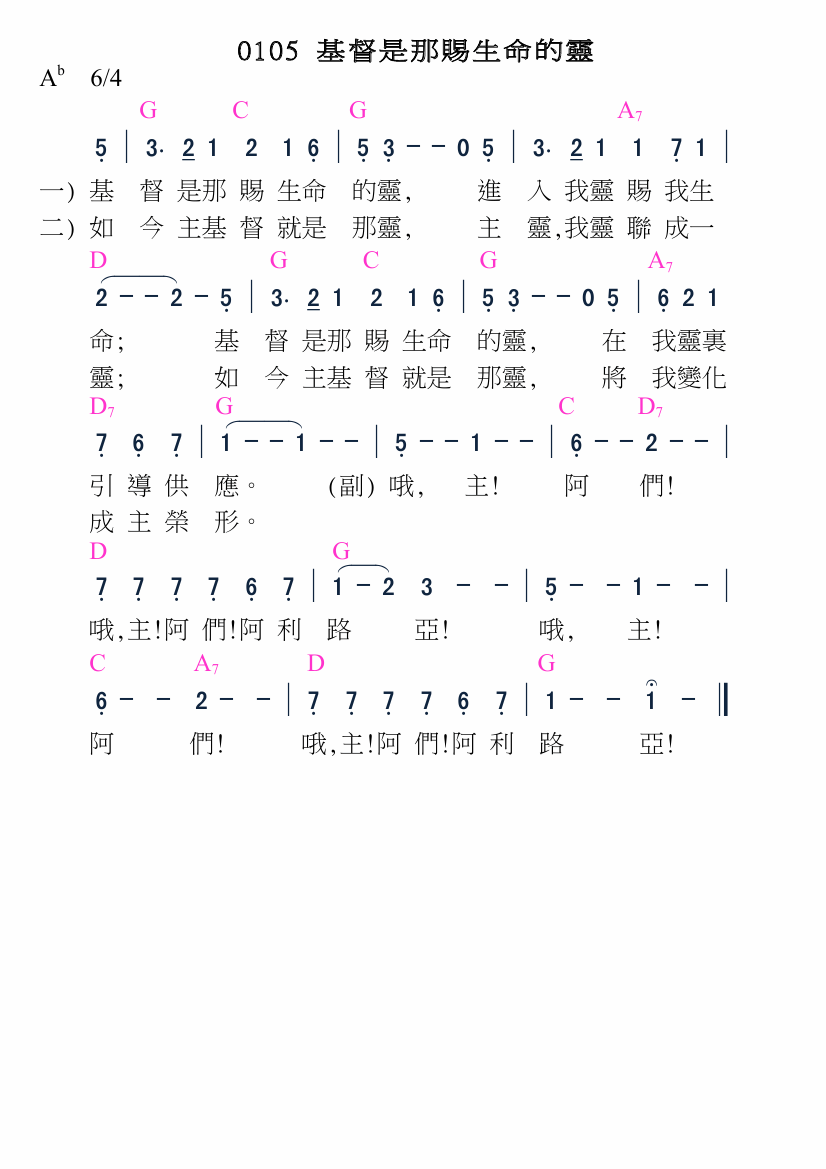 0105 基督是那賜生命的靈
A♭ 6/4
G C G A7
5 | 3. 2 1 2 1 6 | 5 3 - - 0 5 | 3. 2 1 1 7 1 |
一) 基 督 是那 賜 生命 的靈, 進 入 我靈 賜 我生
二) 如 今 主基 督 就是 那靈, 主 靈,我靈 聯 成一
D G C G A7
2 - - 2 - 5 | 3. 2 1 2 1 6 | 5 3 - - 0 5 | 6 2 1
命; 基 督 是那 賜 生命 的靈, 在 我靈裏
靈; 如 今 主基 督 就是 那靈, 將 我變化
D7 G C D7
7 6 7 | 1 - - 1 - - | 5 - - 1 - - | 6 - - 2 - - |
引 導 供 應。 (副) 哦, 主! 阿 們!
成 主 榮 形。
D G
7 7 7 7 6 7 | 1 - 2 3 - - | 5 - - 1 - - |
哦,主!阿 們!阿 利 路 亞! 哦, 主!
C A7 D G
6 - - 2 - - | 7 7 7 7 6 7 | 1 - - 1 - ‖
阿 們! 哦,主!阿 們!阿 利 路 亞!